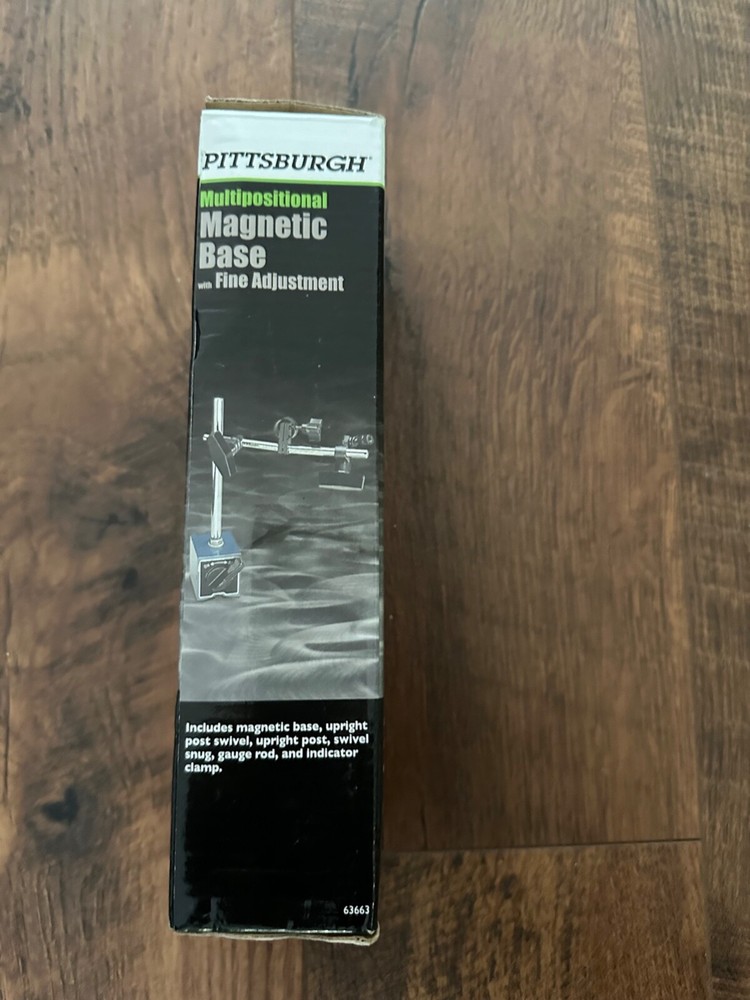 PITTSBURGH®
Multipositional
Magnetic
Base
with Fine Adjustment
Includes magnetic base, upright
post swivel, upright post, swivel
snug, gauge rod, and indicator
clamp.
63663